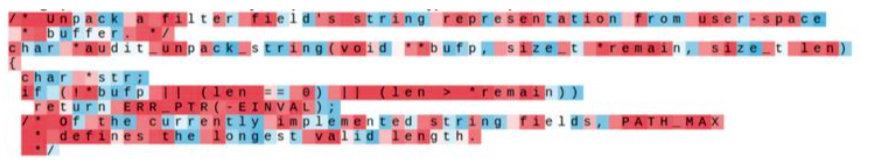 /* Unpack a filter field's string representation from user-space
 * buffer. */
char *audit_unpack_string(void **bufp, size_t *remain, size_t len)
{
  char *str;
  if (!*bufp || (len == 0) || (len > *remain))
    return ERR_PTR(-EINVAL);
  /* Of the currently implemented string fields, PATH_MAX
   * defines the longest valid length.
   */